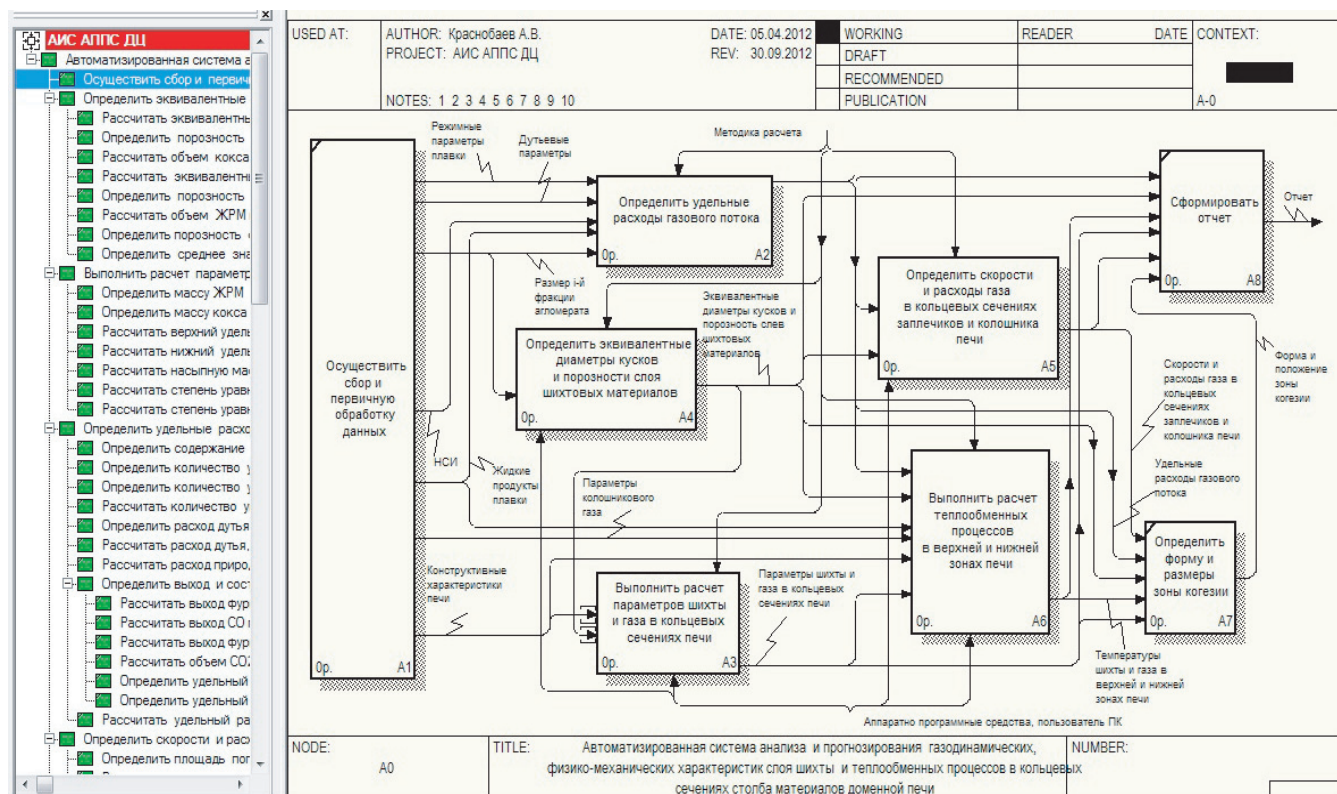 АИС АППС ДЦ
Автоматизированная система а
Осуществить сбор и первич
Определить эквивалентные
Рассчитать эквивалентны
Определить порозность
Рассчитать объем кокса
Рассчитать эквивалентн
Определить порозность
Рассчитать объем ЖРМ
Определить порозность
Определить среднее зна
Выполнить расчет параметр
Определить массу ЖРМ
Определить массу кокса
Рассчитать верхний удель
Рассчитать нижний удель
Рассчитать насыпную ма
Рассчитать степень урав
Рассчитать степень урав
Определить удельные расхо
Определить содержание
Определить количество у
Определить количество у
Рассчитать количество у
Определить расход дутья
Рассчитать расход дутья,
Рассчитать расход приро
Определить выход и сос
Рассчитать выход фур
Рассчитать выход CO
Рассчитать выход фур
Рассчитать объем CO2
Определить удельный
Определить удельный
Рассчитать удельный ра
Определить скорости и расх
Определить площадь пог
USED AT:
AUTHOR: Краснобаев А.В.
DATE: 05.04.2012
PROJECT: АИС АППС ДЦ
REV: 30.09.2012
NOTES: 1 2 3 4 5 6 7 8 9 10
WORKING
DRAFT
RECOMMENDED
PUBLICATION
READER
DATE
CONTEXT:
A-0
Режимные
параметры
плавки
Дутьевые
параметры
Методика расчета
Определить удельные
расходы газового потока
0р.
A2
Сформировать
отчет
0р.
A8
Отчет
Размер i-й
фракции
агломерата
Эквивалентные
диаметры кусков и
порозность слев
шихтовых
материалов
Определить скорости
и расходы газа
в кольцевых сечениях
заплечиков и колошника
печи
0р.
A5
Осуществить
сбор и
первичную
обработку
данных
0р.
A1
Определить эквивалентные
диаметры кусков
и порозности слоя
шихтовых материалов
0р.
A4
Скорости и
расходы газа в
кольцевых
сечениях
заплечиков и
колошника печи
Форма и
положение
зоны
когезии
НСИ
Жидкие
продукты
плавки
Параметры
колошникового
газа
Удельные
расходы газового
потока
Выполнить расчет
теплообменных
процессов
в верхней и нижней
зонах печи
0р.
A6
Определить
форму и
размеры
зоны когезии
0р.
A7
Конструктивные
характеристики
печи
Выполнить расчет
параметров шихты
и газа в кольцевых
сечениях печи
0р.
A3
Параметры шихты и
газа в кольцевых
сечениях печи
Температуры
шихты и газа в
верхней и нижней
зонах печи
Аппаратно программные средства, пользователь ПК
NODE:
A0
TITLE:
Автоматизированная система анализа и прогнозирования газодинамических,
физико-механических характеристик слоя шихты и теплообменных процессов в кольцевых
сечениях столба материалов доменной печи
NUMBER: